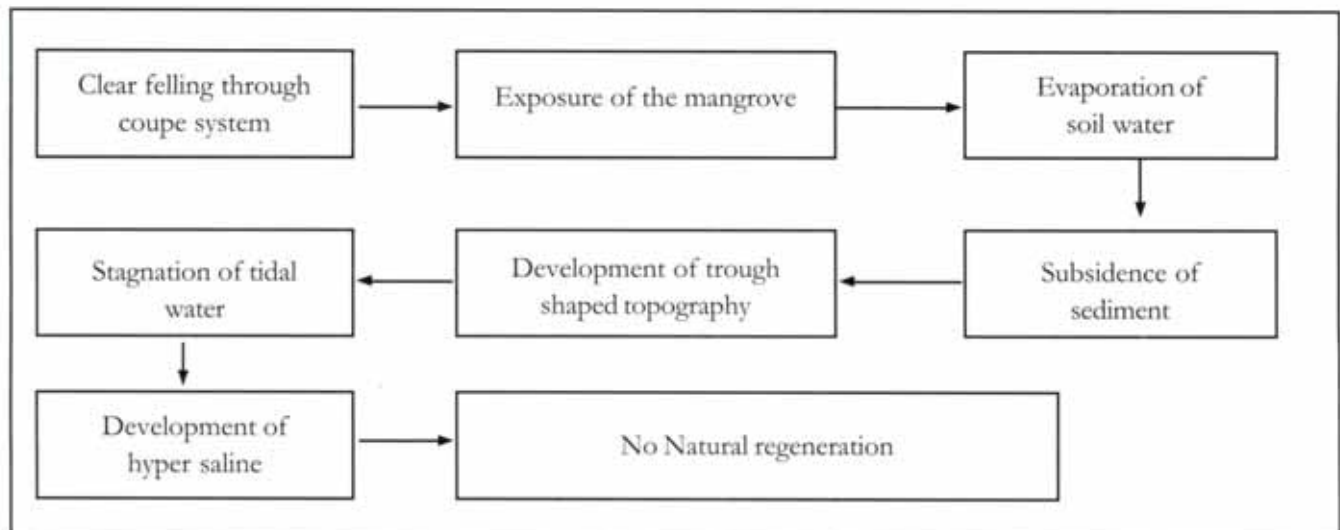 Clear felling through
coupe system
Exposure of the mangrove
Evaporation of
soil water
Subsidence of
sediment
Development of trough
shaped topography
Stagnation of tidal
water
Development of
hyper saline
No Natural regeneration